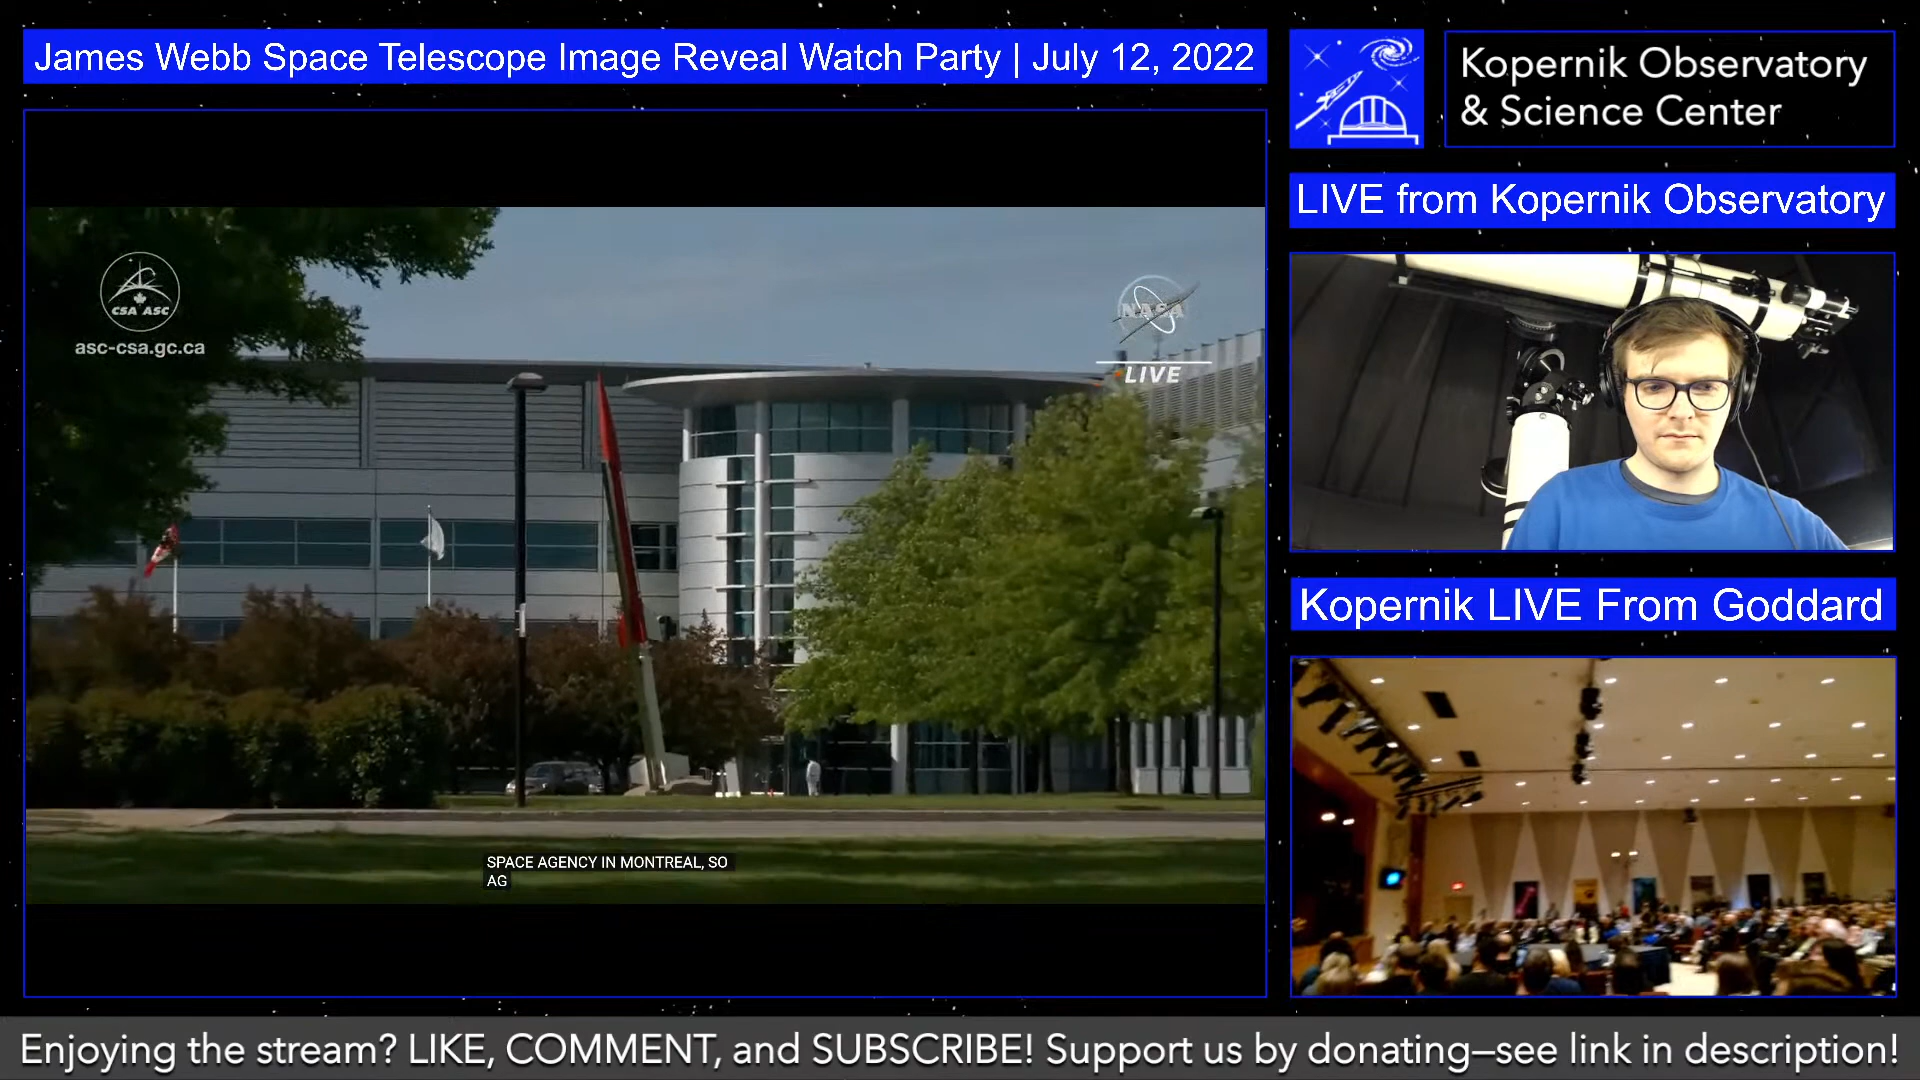 James Webb Space Telescope Image Reveal Watch Party | July 12, 2022
Kopernik Observatory
& Science Center
LIVE from Kopernik Observatory
CSA ASC
asc-csa.gc.ca
NASA
LIVE
SPACE AGENCY IN MONTREAL, SO
AG
Kopernik LIVE From Goddard
Enjoying the stream? LIKE, COMMENT, and SUBSCRIBE! Support us by donating—see link in description!